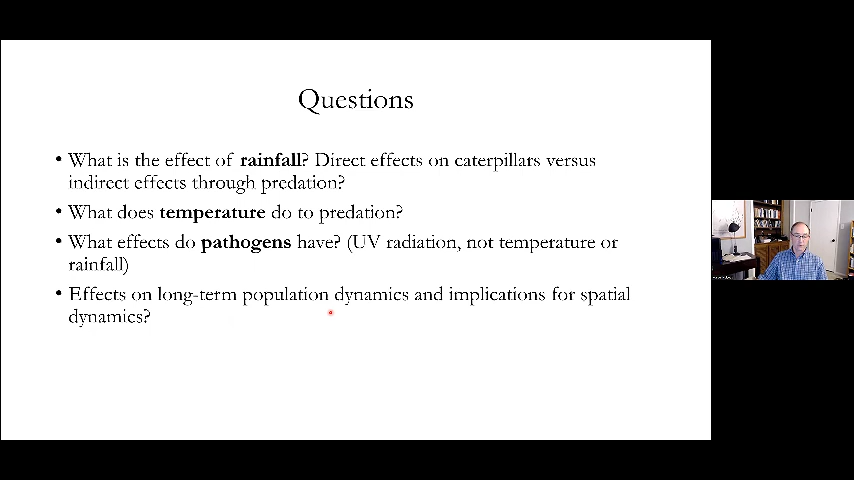 Questions
• What is the effect of rainfall? Direct effects on caterpillars versus
indirect effects through predation?
• What does temperature do to predation?
• What effects do pathogens have? (UV radiation, not temperature or
rainfall)
• Effects on long-term population dynamics and implications for spatial
dynamics?